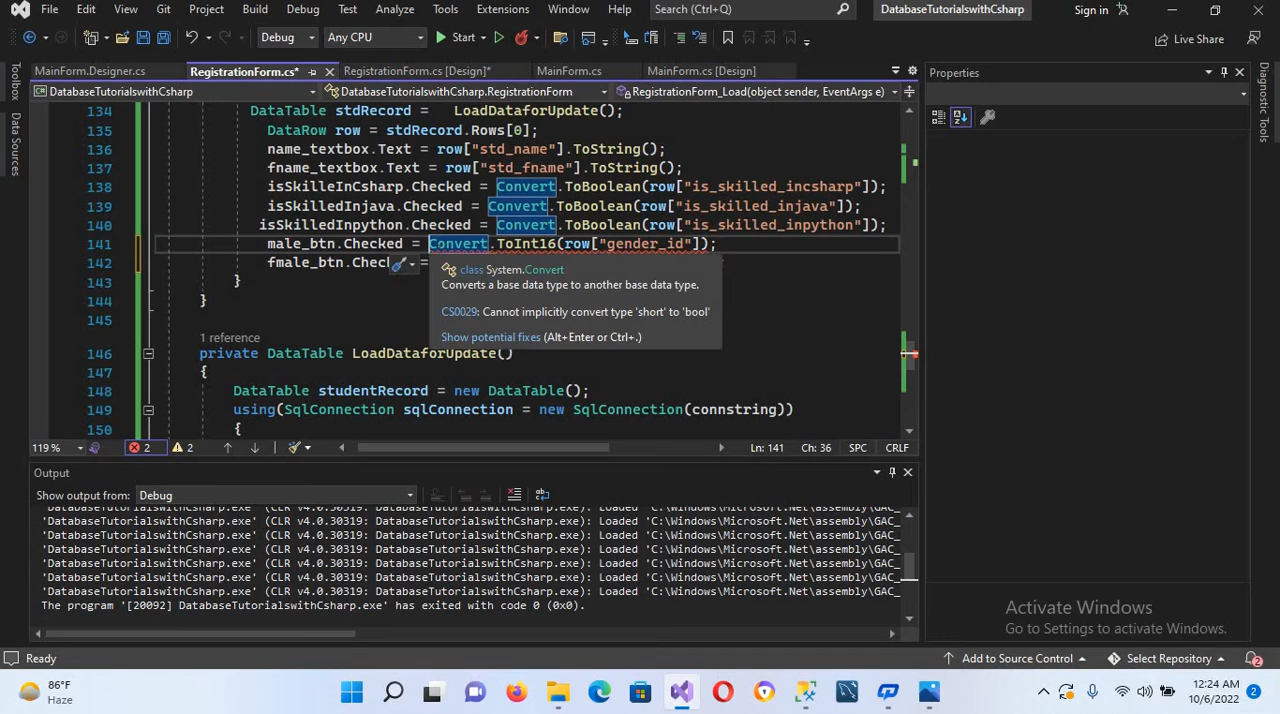 File Edit View Git Project Build Debug Test Analyze Tools Extensions Window Help Search (Ctrl+Q) DatabaseTutorialswithCsharp Sign in
Debug Any CPU Start Live Share
MainForm.Designer.cs RegistrationForm.cs* RegistrationForm.cs [Design]* MainForm.cs MainForm [Design]
DatabaseTutorialswithCsharp DatabaseTutorialswithCsharp.RegistrationForm RegistrationForm_Load(object sender, EventArgs e)
Toolbox
Data Sources
134 DataTable stdRecord = LoadDataforUpdate();
135 DataRow row = stdRecord.Rows[0];
136 name_textbox.Text = row["std_name"].ToString();
137 fname_textbox.Text = row["std_fname"].ToString();
138 isSkilleInCsharp.Checked = Convert.ToBoolean(row["is_skilled_incsharp"]);
139 isSkilledInjava.Checked = Convert.ToBoolean(row["is_skilled_injava"]);
140 isSkilledInpython.Checked = Convert.ToBoolean(row["is_skilled_inpython"]);
141 male_btn.Checked = Convert.ToInt16(row["gender_id"]);
142 fmale_btn.Chec =
class System.Convert
Converts a base data type to another base data type.
CS0029: Cannot implicitly convert type 'short' to 'bool'
Show potential fixes (Alt+Enter or Ctrl+.)
143 }
144 }
145
1 reference
146 private DataTable LoadDataforUpdate()
147 {
148 DataTable studentRecord = new DataTable();
149 using(SqlConnection sqlConnection = new SqlConnection(connstring))
150 {
119 % 2 2 Ln: 141 Ch: 36 SPC CRLF
Output
Show output from: Debug
'DatabaseTutorialswithCsharp.exe' (CLR v4.0.30319: DatabaseTutorialswithCsharp.exe): Loaded 'C:\Windows\Microsoft.Net\assembly\GAC_
'DatabaseTutorialswithCsharp.exe' (CLR v4.0.30319: DatabaseTutorialswithCsharp.exe): Loaded 'C:\Windows\Microsoft.Net\assembly\GAC_
'DatabaseTutorialswithCsharp.exe' (CLR v4.0.30319: DatabaseTutorialswithCsharp.exe): Loaded 'C:\Windows\Microsoft.Net\assembly\GAC_
'DatabaseTutorialswithCsharp.exe' (CLR v4.0.30319: DatabaseTutorialswithCsharp.exe): Loaded 'C:\Windows\Microsoft.Net\assembly\GAC_
'DatabaseTutorialswithCsharp.exe' (CLR v4.0.30319: DatabaseTutorialswithCsharp.exe): Loaded 'C:\Windows\Microsoft.Net\assembly\GAC_
'DatabaseTutorialswithCsharp.exe' (CLR v4.0.30319: DatabaseTutorialswithCsharp.exe): Loaded 'C:\Windows\Microsoft.Net\assembly\GAC_
'DatabaseTutorialswithCsharp.exe' (CLR v4.0.30319: DatabaseTutorialswithCsharp.exe): Loaded 'C:\Windows\Microsoft.Net\assembly\GAC_
The program '[20092] DatabaseTutorialswithCsharp.exe' has exited with code 0 (0x0).
Properties
Diagnostic Tools
Activate Windows
Go to Settings to activate Windows.
Ready Add to Source Control Select Repository 2
86°F
Haze
12:24 AM
10/6/2022
2